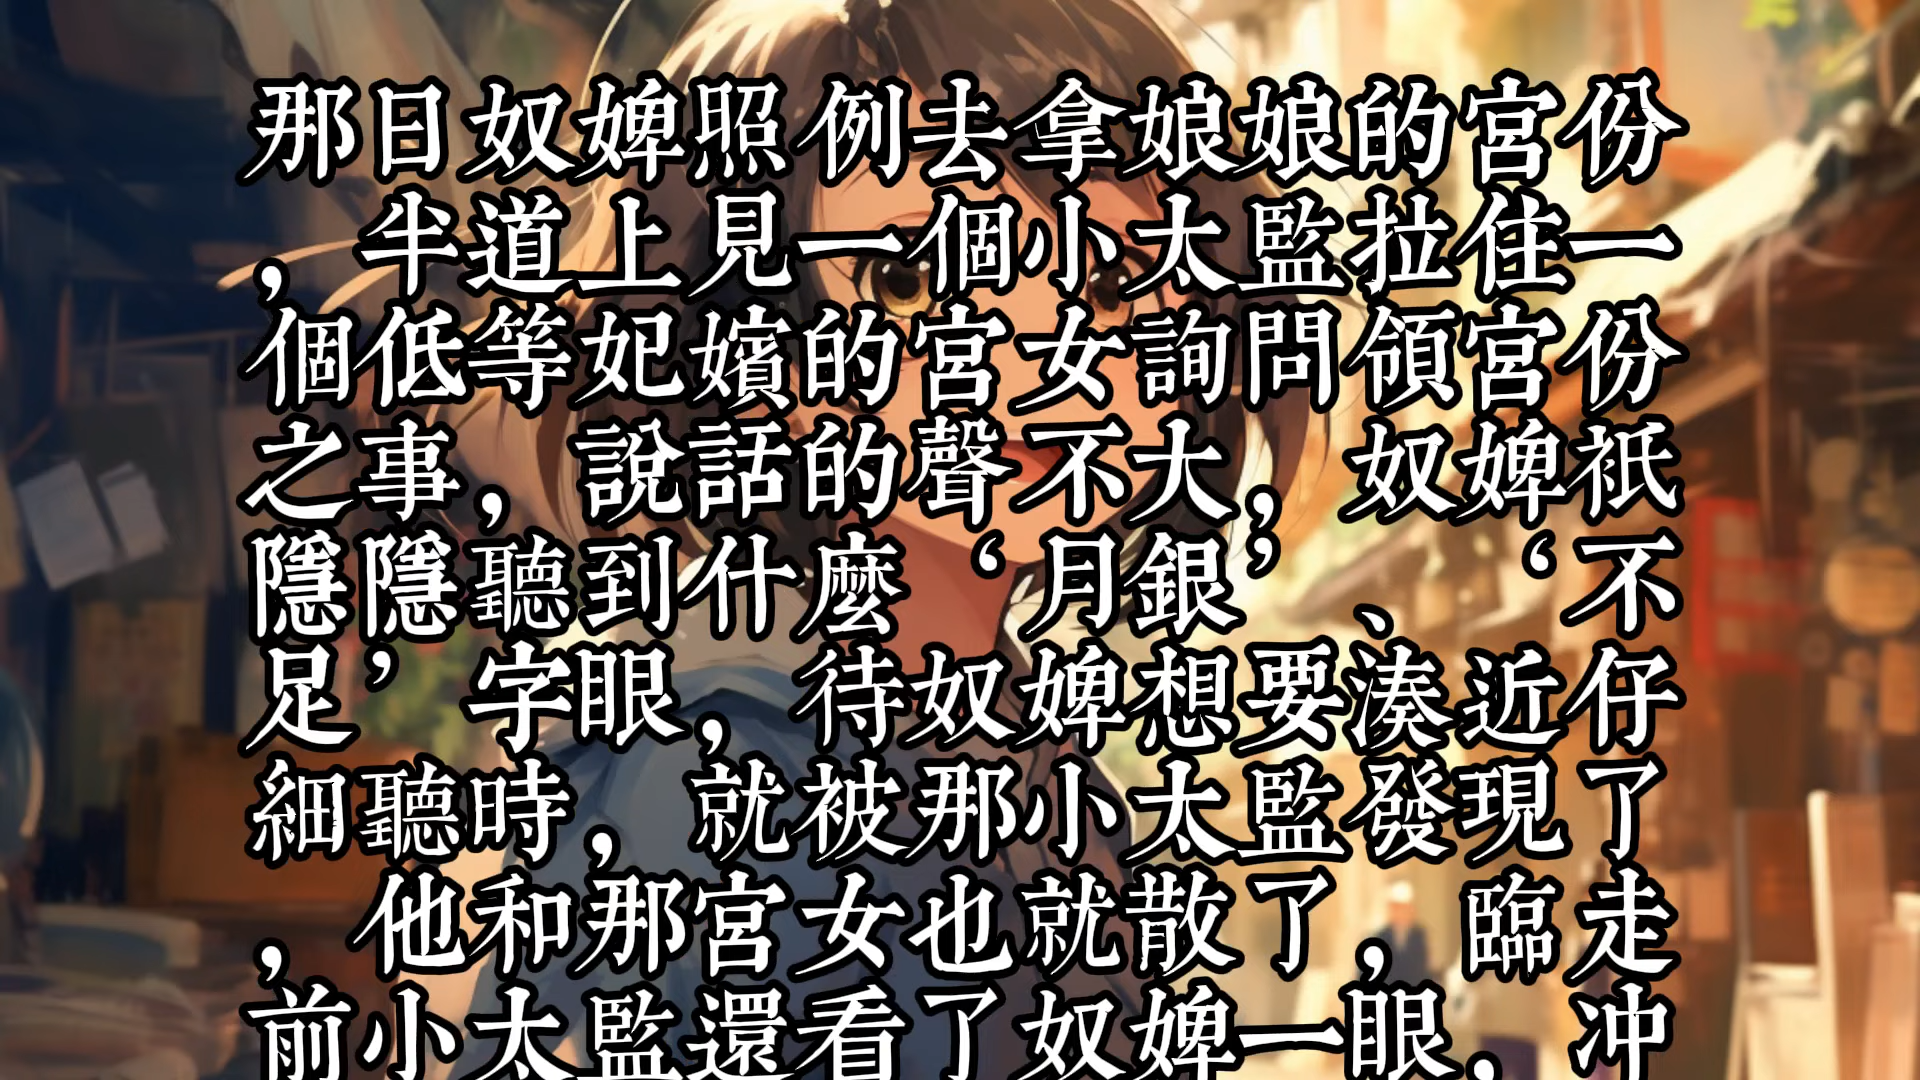 那日奴婢照例去拿娘娘的宮份
，半道上見一個小太監拉住一
個低等妃嬪的宮女詢問領宮份
之事，說話的聲不大，奴婢衹
隱隱聽到什麼‘月銀’、‘不
足’字眼，待奴婢想要湊近仔
細聽時，就被那小太監發現了
，他和那宮女也就散了，臨走
前小太監還看了奴婢一眼，冲